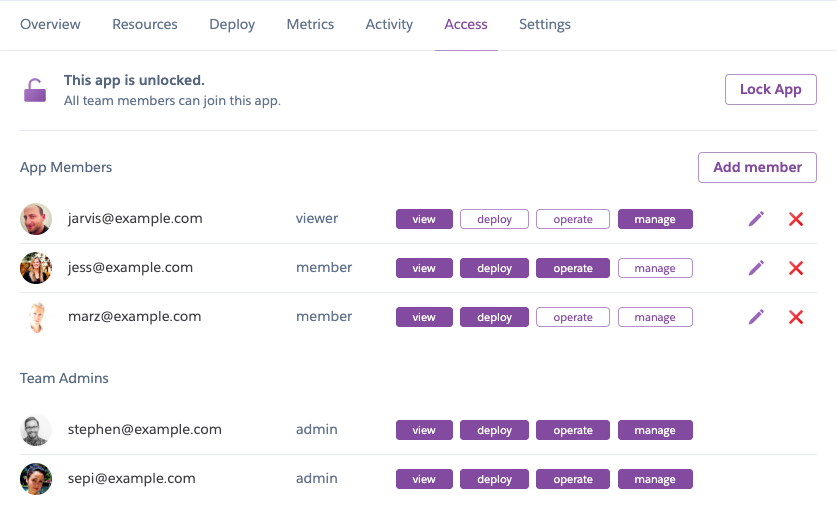 Overview Resources Deploy Metrics Activity Access Settings
This app is unlocked.
All team members can join this app.
Lock App
App Members
Add member
jarvis@example.com viewer view deploy operate manage
jess@example.com member view deploy operate manage
marz@example.com member view deploy operate manage
Team Admins
stephen@example.com admin view deploy operate manage
sepi@example.com admin view deploy operate manage